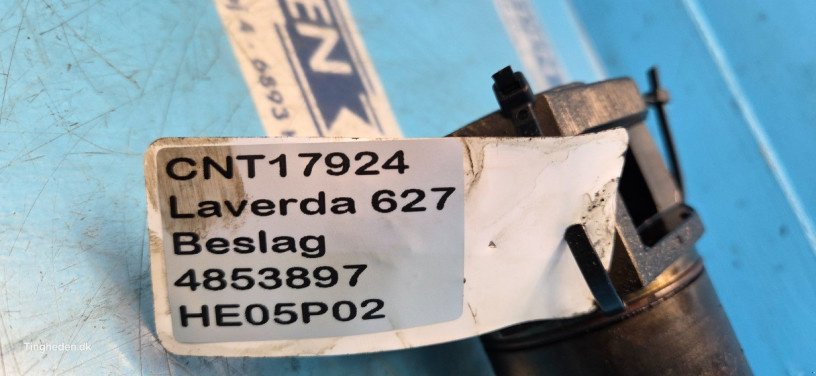 EN
CNT17924
Laverda 627
Beslag
4853897
HE05P02
Tingheden.dk